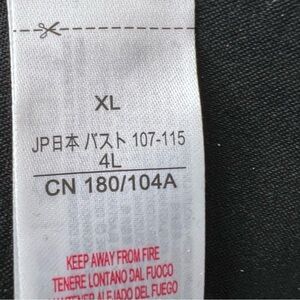 XL
JP日本 バスト 107-115
4L
CN 180/104A
KEEP AWAY FROM FIRE
TENERE LONTANO DAL FUOCO
MANTENER ALEJADO DEL FUEGO